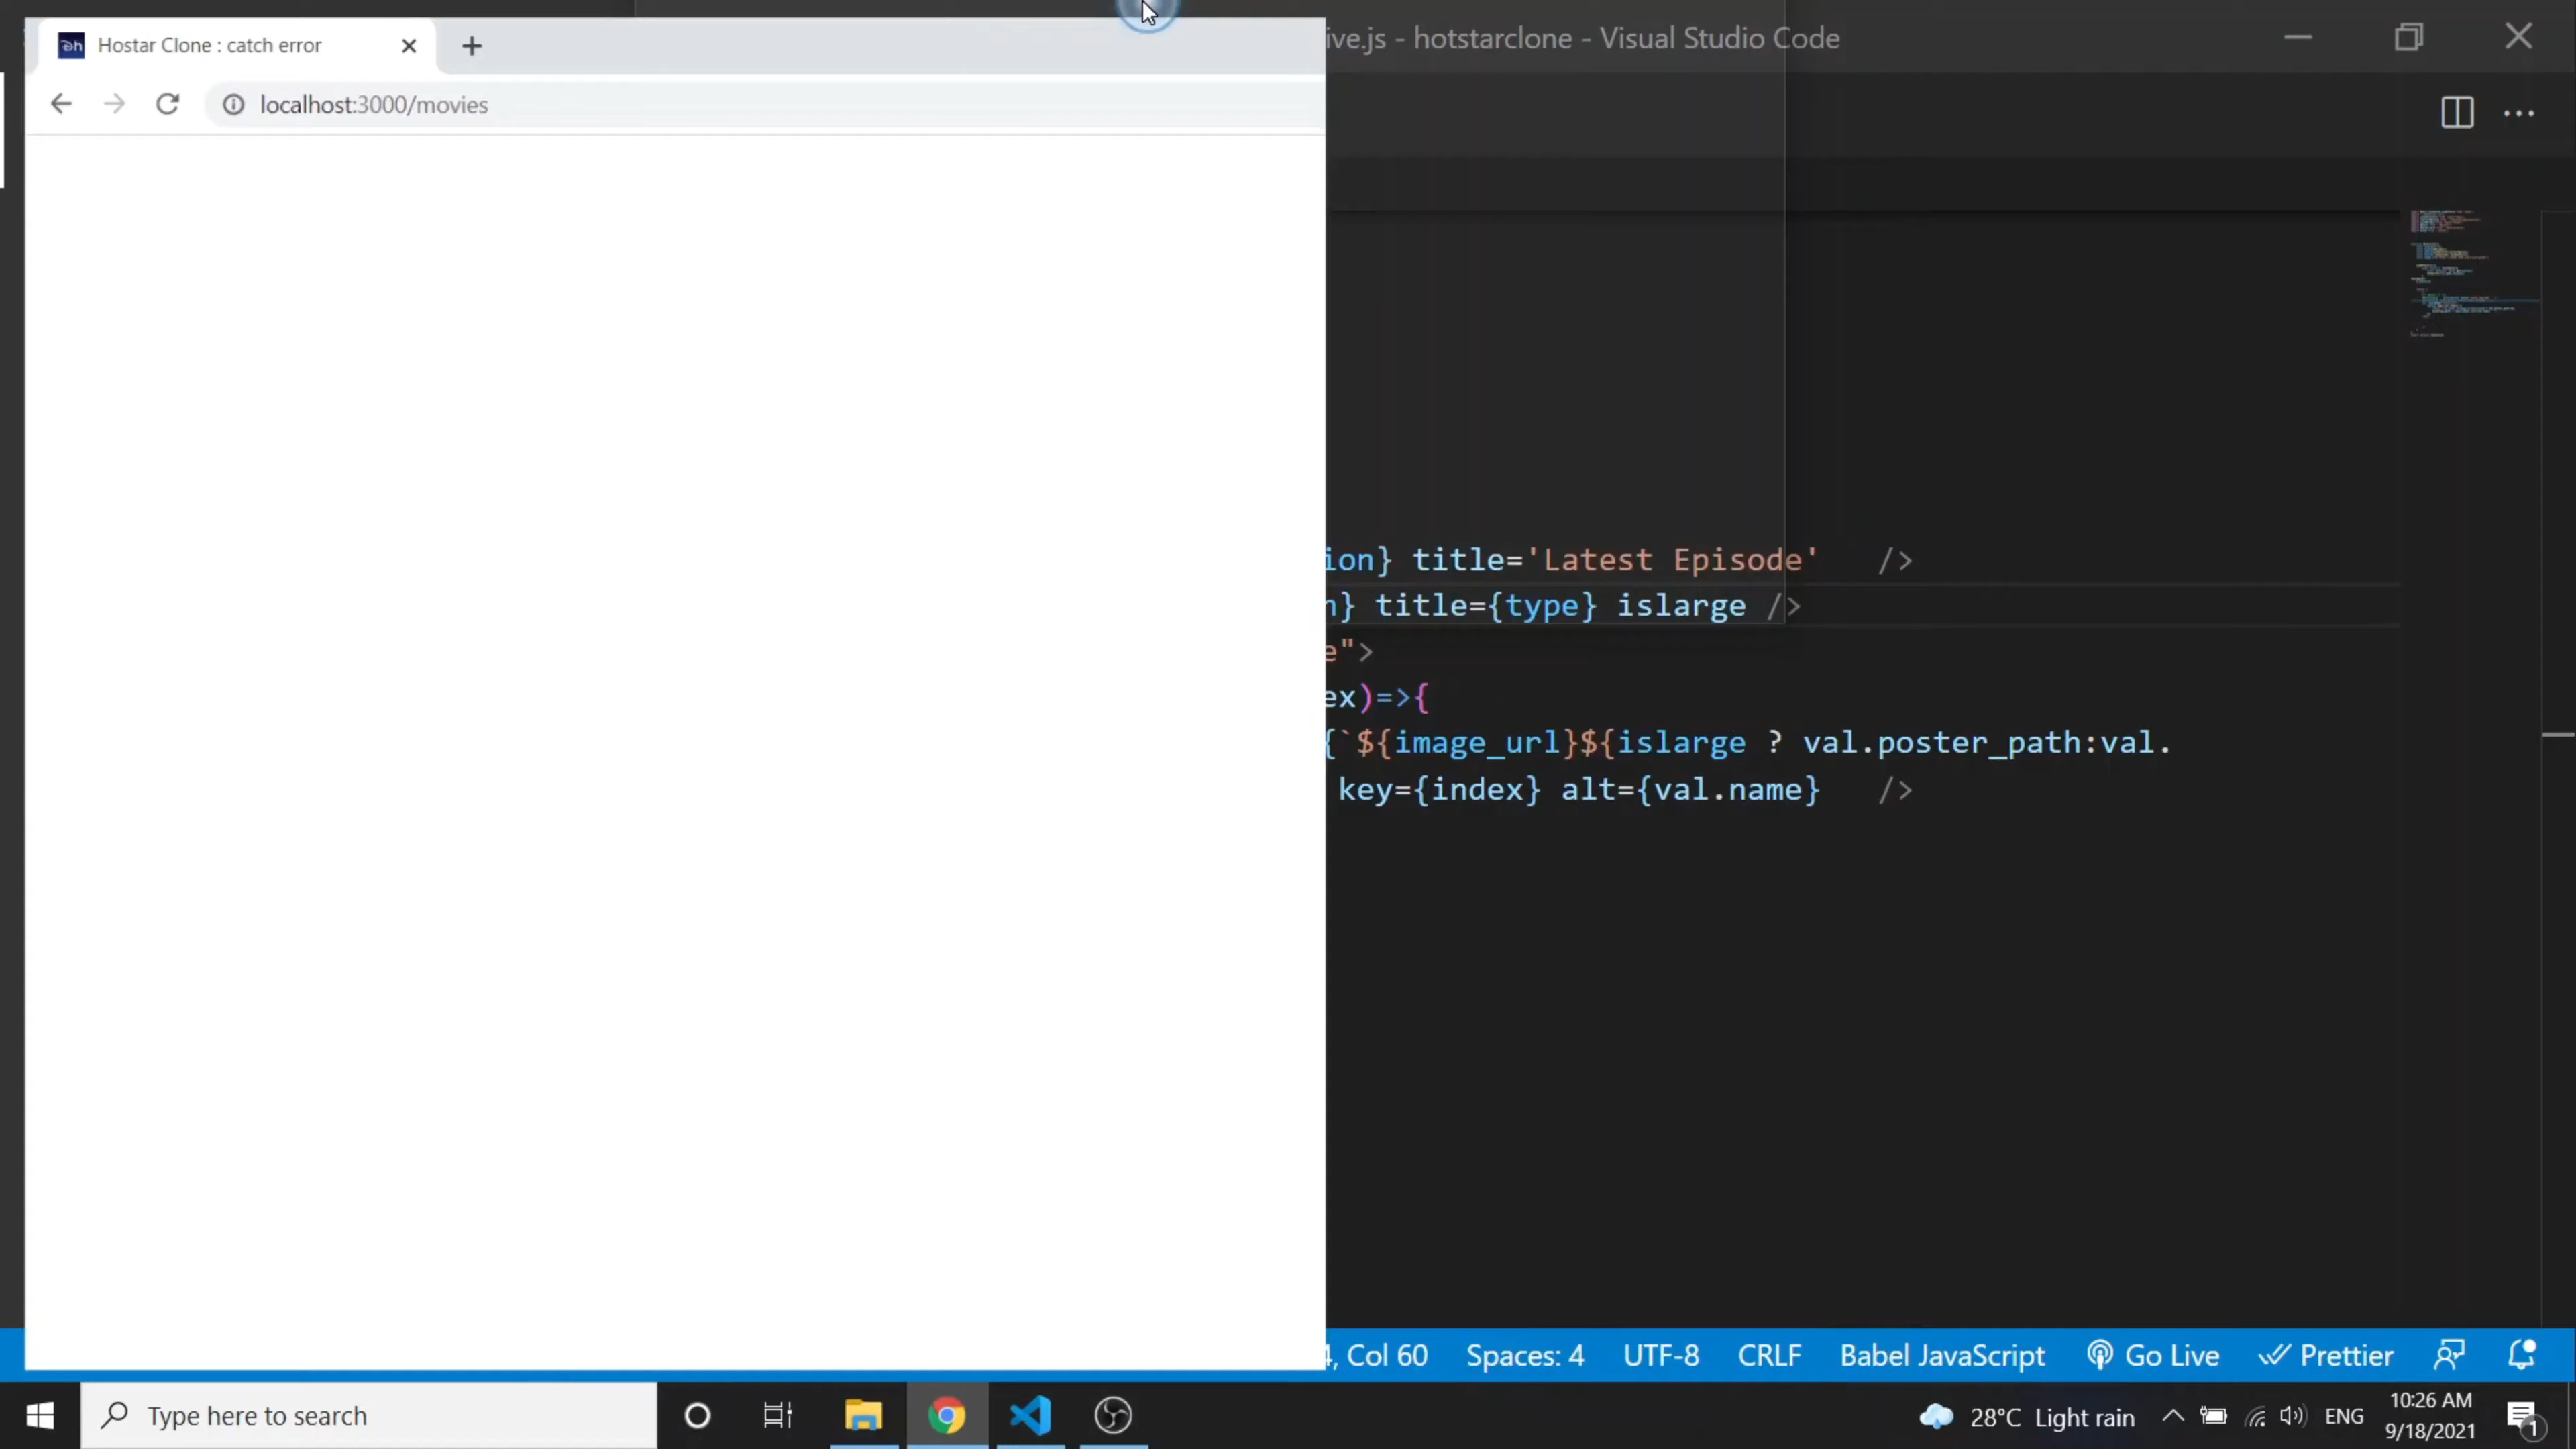 Hostar Clone : catch error
ive.js - hotstarclone - Visual Studio Code
localhost:3000/movies
ion} title='Latest Episode' />
n} title={type} islarge />
e">
ex)=>{
{`${image_url}${islarge ? val.poster_path:val.
key={index} alt={val.name} />
4, Col 60 Spaces: 4 UTF-8 CRLF Babel JavaScript Go Live Prettier
Type here to search
28°C Light rain ENG 10:26 AM
9/18/2021
1